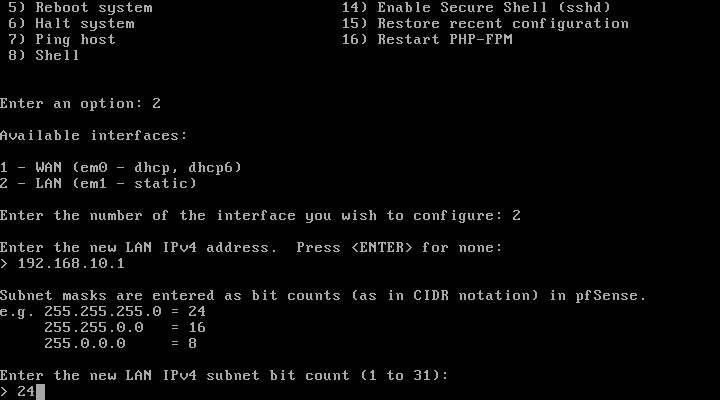 5) Reboot system                     14) Enable Secure Shell (sshd)
6) Halt system                       15) Restore recent configuration
7) Ping host                         16) Restart PHP-FPM
8) Shell
Enter an option: 2
Available interfaces:
1 - WAN (em0 - dhcp, dhcp6)
2 - LAN (em1 - static)
Enter the number of the interface you wish to configure: 2
Enter the new LAN IPv4 address.  Press <ENTER> for none:
> 192.168.10.1
Subnet masks are entered as bit counts (as in CIDR notation) in pfSense.
e.g. 255.255.255.0 = 24
     255.255.0.0   = 16
     255.0.0.0     = 8
Enter the new LAN IPv4 subnet bit count (1 to 31):
> 24